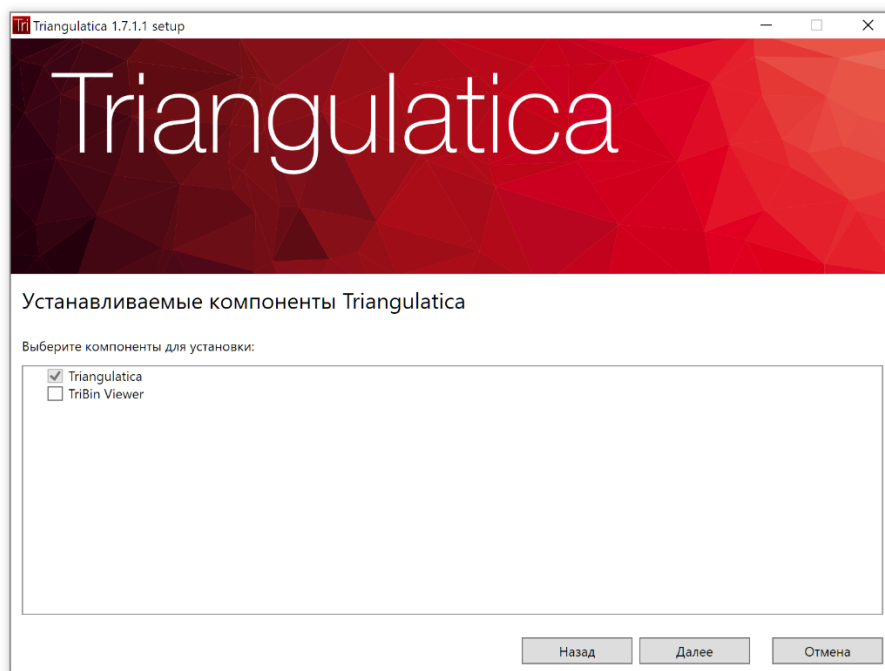 Tri Triangulatica 1.7.1.1 setup
Triangulatica
Устанавливаемые компоненты Triangulatica
Выберите компоненты для установки:
Triangulatica
TriBin Viewer
Назад Далее Отмена